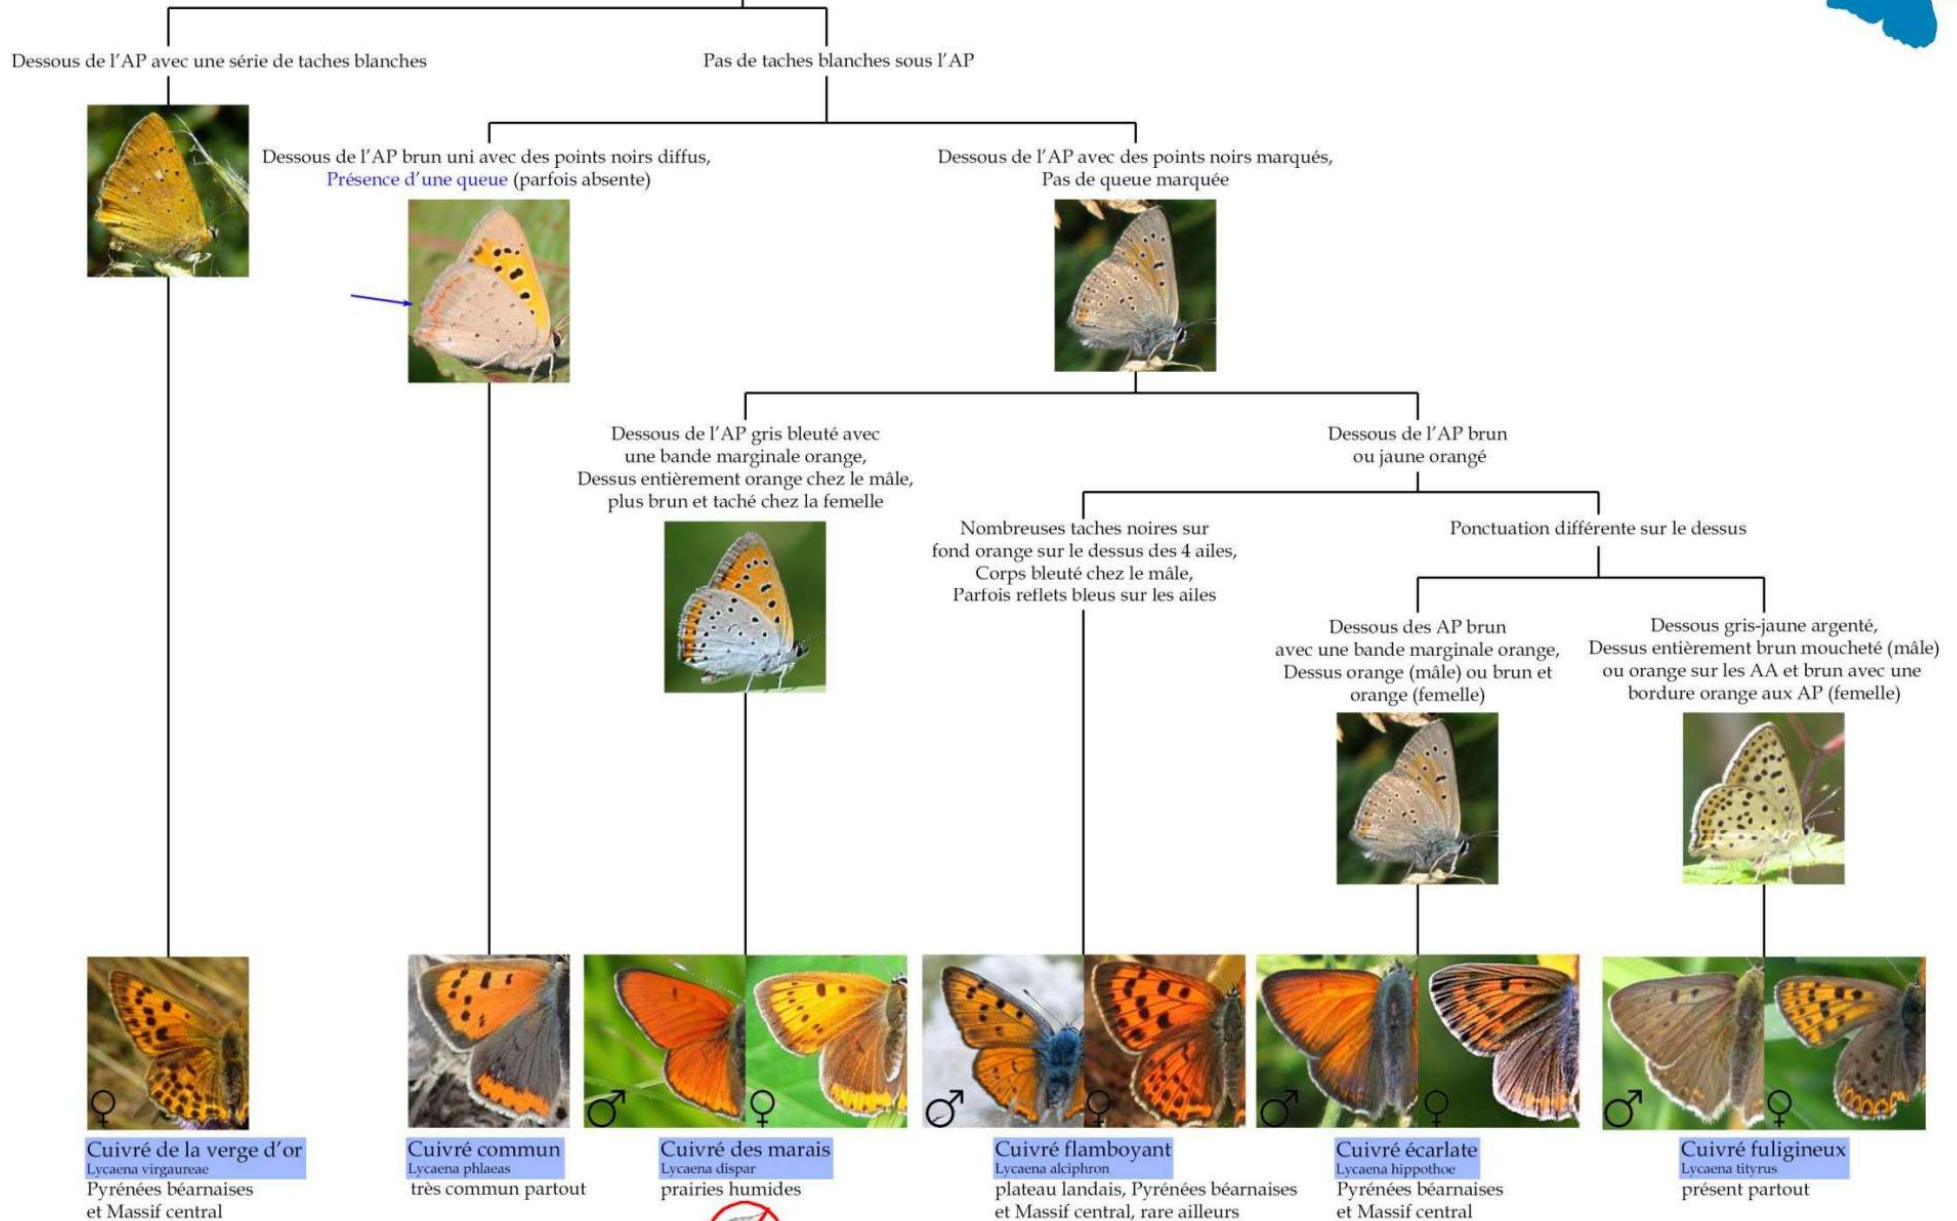 Dessous de l'AP avec une série de taches blanches
Pas de taches blanches sous l'AP
Dessous de l'AP brun uni avec des points noirs diffus,
Présence d'une queue (parfois absente)
Dessous de l'AP avec des points noirs marqués,
Pas de queue marquée
Dessous de l'AP gris bleuté avec
une bande marginale orange,
Dessus entièrement orange chez le mâle,
plus brun et taché chez la femelle
Dessous de l'AP brun
ou jaune orangé
Nombreuses taches noires sur
fond orange sur le dessus des 4 ailes,
Corps bleuté chez le mâle,
Parfois reflets bleus sur les ailes
Ponctuation différente sur le dessus
Dessous des AP brun
avec une bande marginale orange,
Dessus orange (mâle) ou brun et
orange (femelle)
Dessous gris-jaune argenté,
Dessus entièrement brun moucheté (mâle)
ou orange sur les AA et brun avec une
bordure orange aux AP (femelle)
♀
♂
♀
♂
♀
♂
♀
♂
♀
Cuivré de la verge d'or
Lycaena virgaureae
Pyrénées béarnaises
et Massif central
Cuivré commun
Lycaena phlaeas
très commun partout
Cuivré des marais
Lycaena dispar
prairies humides
Cuivré flamboyant
Lycaena alciphron
plateau landais, Pyrénées béarnaises
et Massif central, rare ailleurs
Cuivré écarlate
Lycaena hippothoe
Pyrénées béarnaises
et Massif central
Cuivré fuligineux
Lycaena tityrus
présent partout